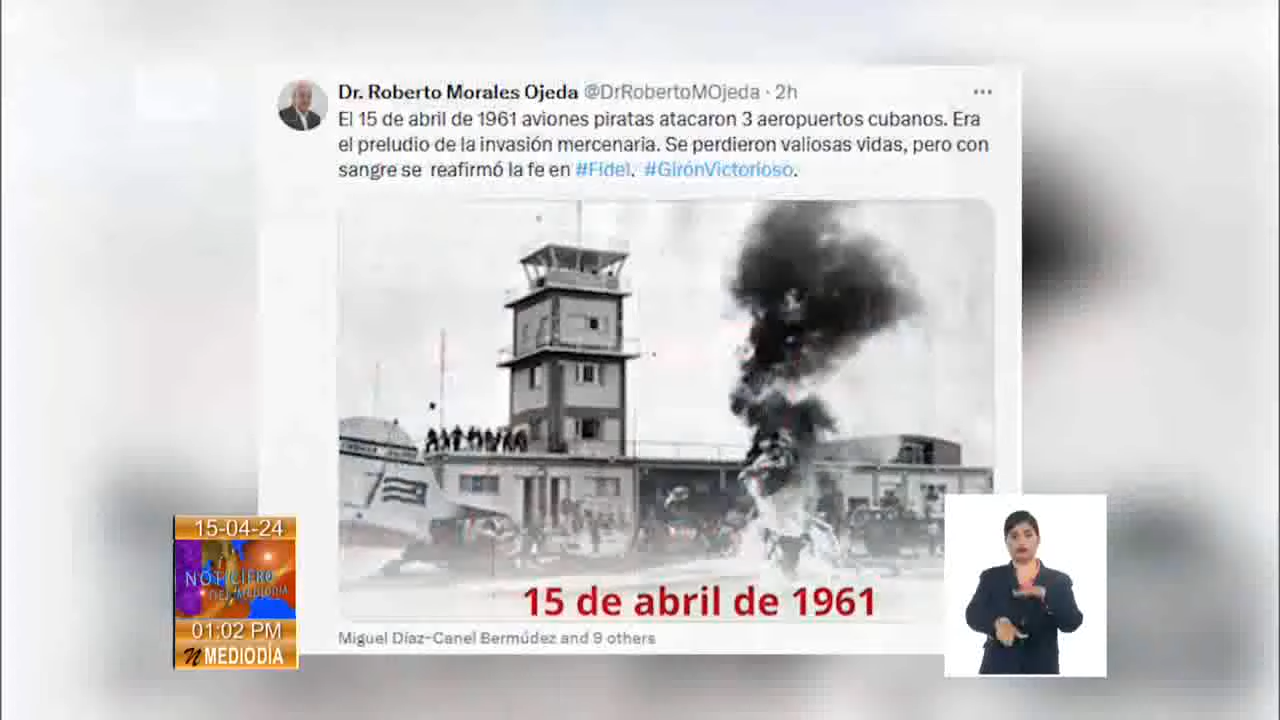 Dr. Roberto Morales Ojeda @DrRobertoMOjeda · 2h
El 15 de abril de 1961 aviones piratas atacaron 3 aeropuertos cubanos. Era
el preludio de la invasión mercenaria. Se perdieron valiosas vidas, pero con
sangre se reafirmó la fe en #Fidel. #GirónVictorioso.
15 de abril de 1961
Miguel Díaz-Canel Bermúdez and 9 others
15-04-24
NOTICIERO
DEL MEDIODIA
01:02 PM
MEDIODÍA